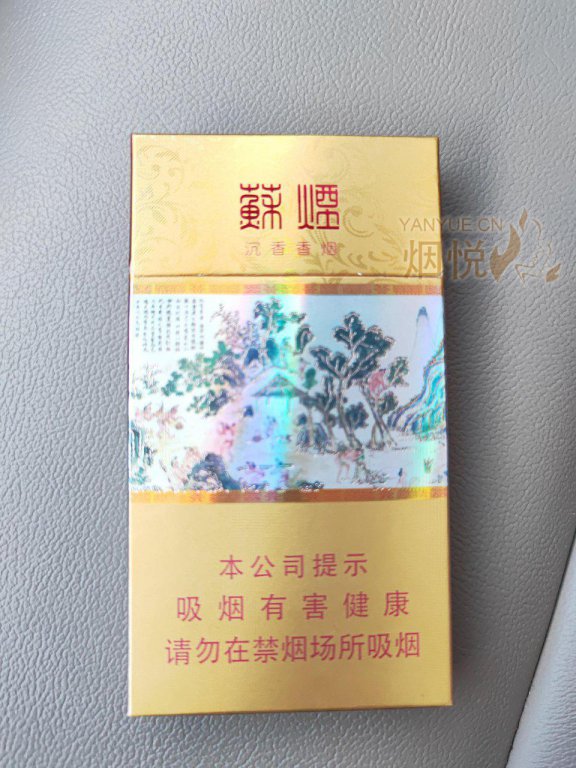 蘇煙
沉香香烟
YANYUE.CN
烟悦
本公司提示
吸烟有害健康
请勿在禁烟场所吸烟